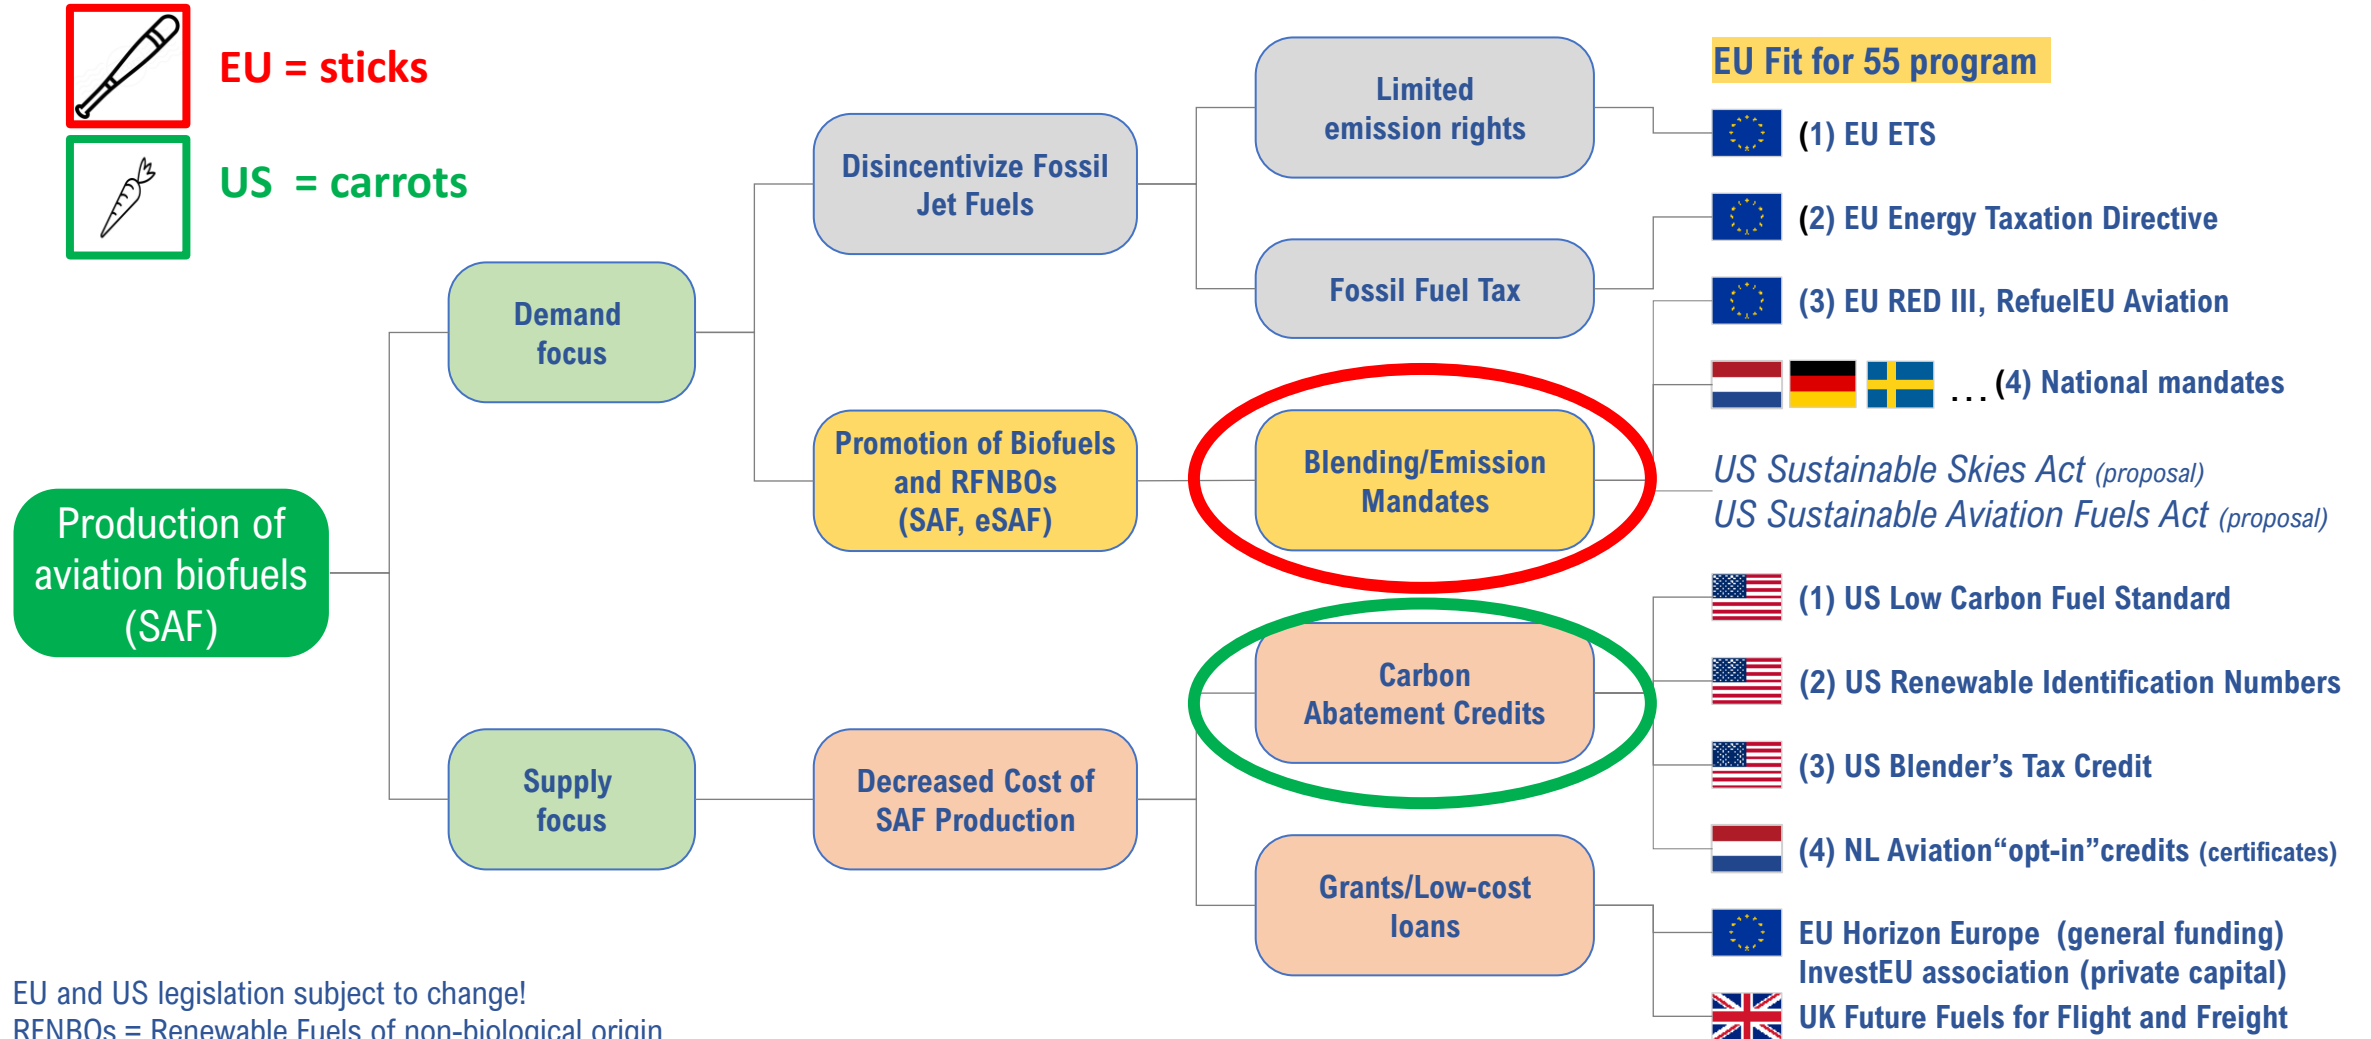 EU = sticks
US = carrots
Production of
aviation biofuels
(SAF)
Demand
focus
Supply
focus
Disincentivize Fossil
Jet Fuels
Promotion of Biofuels
and RFNBOs
(SAF, eSAF)
Decreased Cost of
SAF Production
Limited
emission rights
Fossil Fuel Tax
Blending/Emission
Mandates
Carbon
Abatement Credits
Grants/Low-cost
loans
EU Fit for 55 program
(1) EU ETS
(2) EU Energy Taxation Directive
(3) EU RED III, RefuelEU Aviation
... (4) National mandates
US Sustainable Skies Act (proposal)
US Sustainable Aviation Fuels Act (proposal)
(1) US Low Carbon Fuel Standard
(2) US Renewable Identification Numbers
(3) US Blender’s Tax Credit
(4) NL Aviation“opt-in”credits (certificates)
EU Horizon Europe (general funding)
InvestEU association (private capital)
UK Future Fuels for Flight and Freight
EU and US legislation subject to change!
RFNBOs = Renewable Fuels of non-biological origin